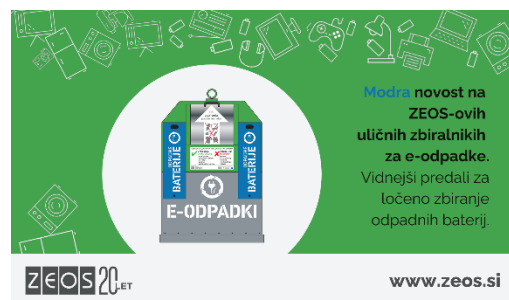 Modra novost na
ZEOS-ovih
uličnih zbiralnikih
za e-odpadke.
Vidnejši predali za
ločeno zbiranje
odpadnih baterij.
BATERIJE
BATERIJE
E-ODPADKI
ZEOS 20 LET
www.zeos.si